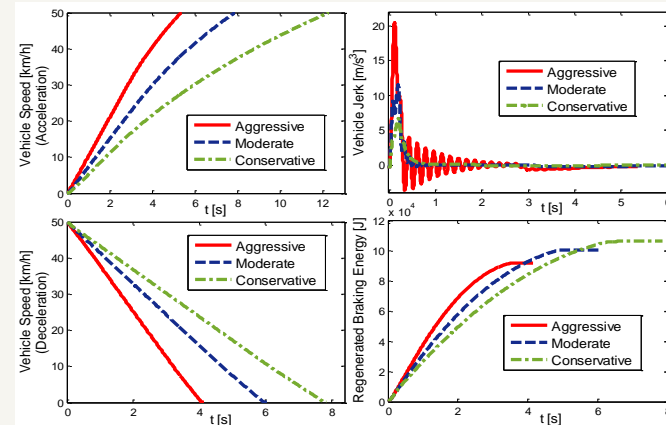 Vehicle Speed [km/h]
(Acceleration)
50
40
30
20
10
0
Aggressive
Moderate
Conservative
0 2 4 6 8 10 12
t [s]
Vehicle Jerk [m/s³]
20
15
10
5
0
Aggressive
Moderate
Conservative
0 1 2 3 4 5 6
t [s]
Vehicle Speed [km/h]
(Deceleration)
50
40
30
20
10
0
Aggressive
Moderate
Conservative
0 2 4 6 8
t [s]
Regenerated Braking Energy [J]
12 x 10⁴
10
8
6
4
2
0
Aggressive
Moderate
Conservative
0 2 4 6 8
t [s]